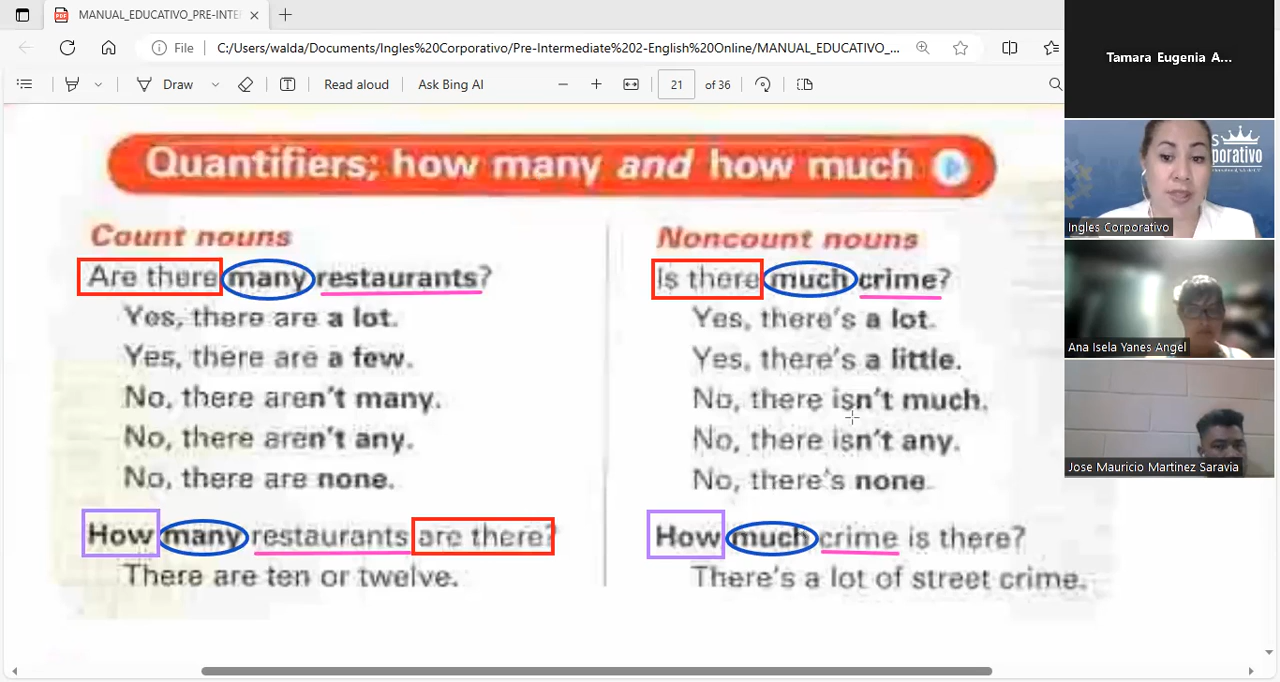 MANUAL_EDUCATIVO_PRE-INTE
File
C:/Users/walda/Documents/Ingles%20Corporativo/Pre-Intermediate%202-English%20Online/MANUAL_EDUCATIVO_...
Draw
Read aloud
Ask Bing AI
21 of 36
Quantifiers; how many and how much
Count nouns
Are there many restaurants?
Yes, there are a lot.
Yes, there are a few.
No, there aren't many.
No, there aren't any.
No, there are none.
How many restaurants are there?
There are ten or twelve.
Noncount nouns
Is there much crime?
Yes, there's a lot.
Yes, there's a little.
No, there isn't much.
No, there isn't any.
No, there's none.
How much crime is there?
There's a lot of street crime.
Tamara Eugenia A...
Ingles Corporativo
Ana Isela Yanes Angel
Jose Mauricio Martinez Saravia